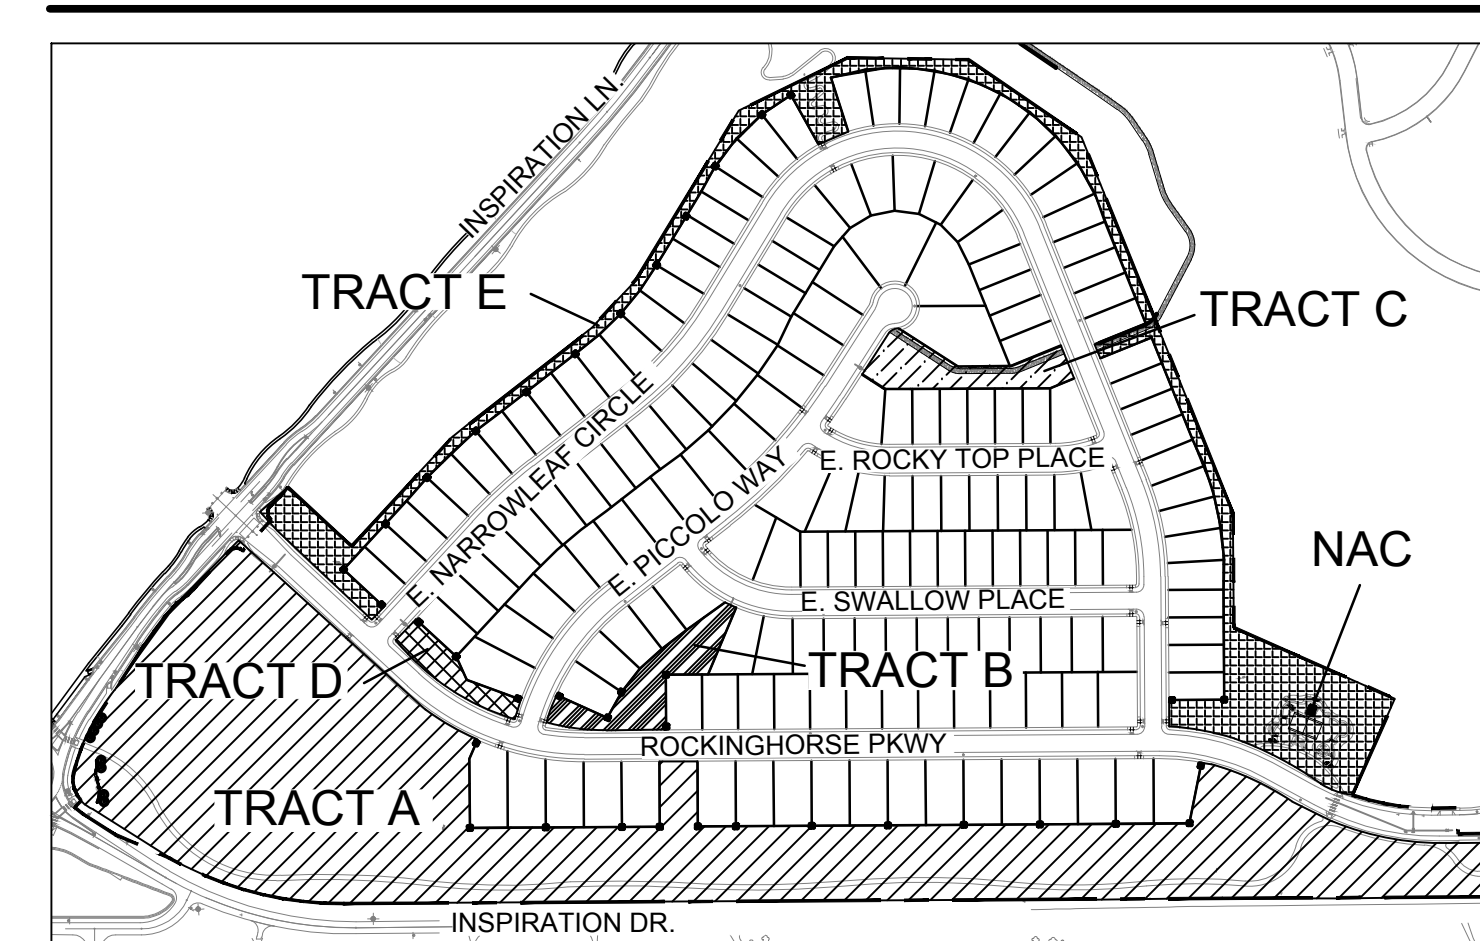 INSPIRATION LN.
TRACT E
TRACT C
E. NARROWLEAF CIRCLE
E. ROCKY TOP PLACE
E. PICCOLO WAY
NAC
E. SWALLOW PLACE
TRACT D
TRACT B
ROCKINGHORSE PKWY
TRACT A
INSPIRATION DR.